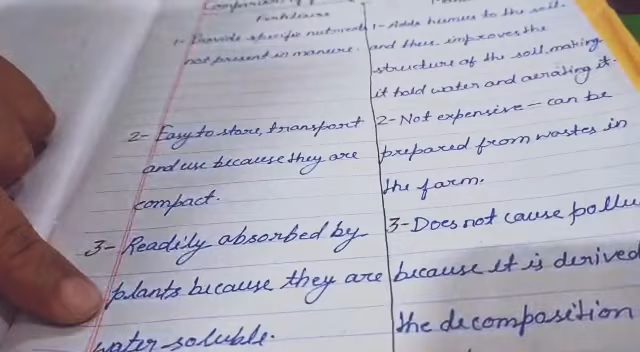 Comparison of
Fertilizers
1- Provide specific nutrients
not present in manure.
2- Easy to store, transport
and use because they are
compact.
3- Readily absorbed by
plants because they are
water-soluble.
1- Adds humus to the soil.
and thus improves the
structure of the soil, making
it hold water and aerating it.
2- Not expensive – can be
prepared from wastes in
the farm.
3- Does not cause pollu
because it is derived
the decomposition